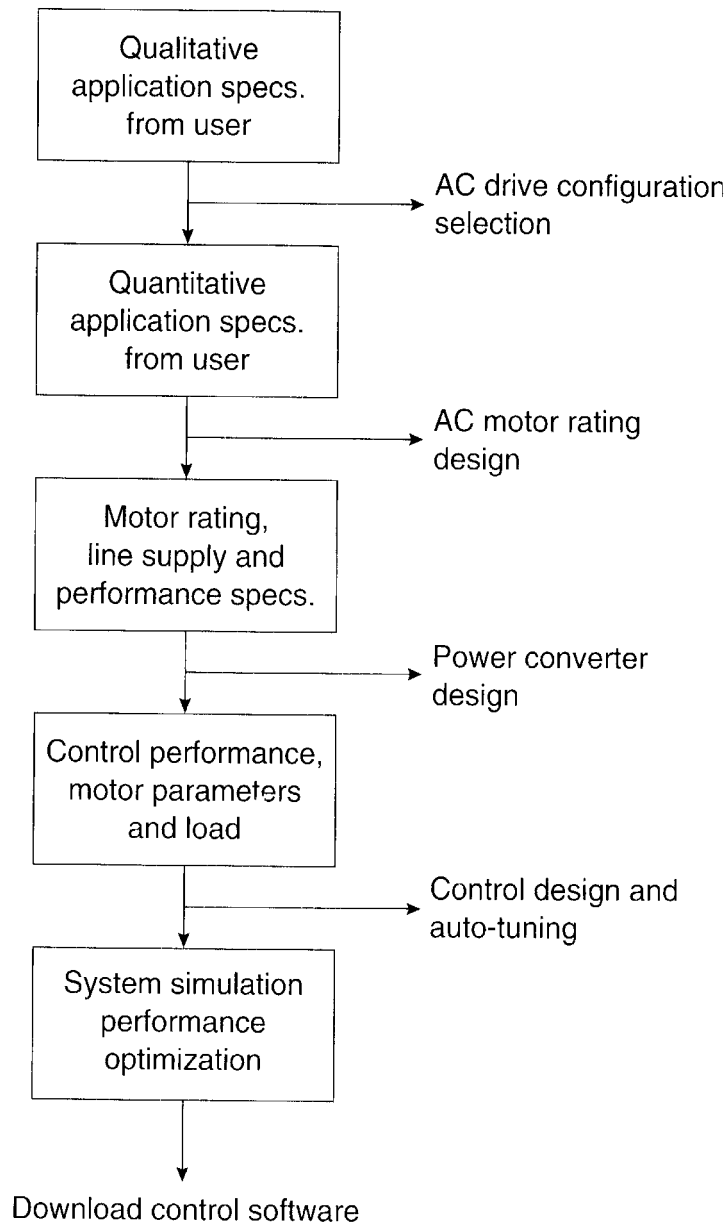 Qualitative
application specs.
from user
AC drive configuration
selection
Quantitative
application specs.
from user
AC motor rating
design
Motor rating,
line supply and
performance specs.
Power converter
design
Control performance,
motor parameters
and load
Control design and
auto-tuning
System simulation
performance
optimization
Download control software